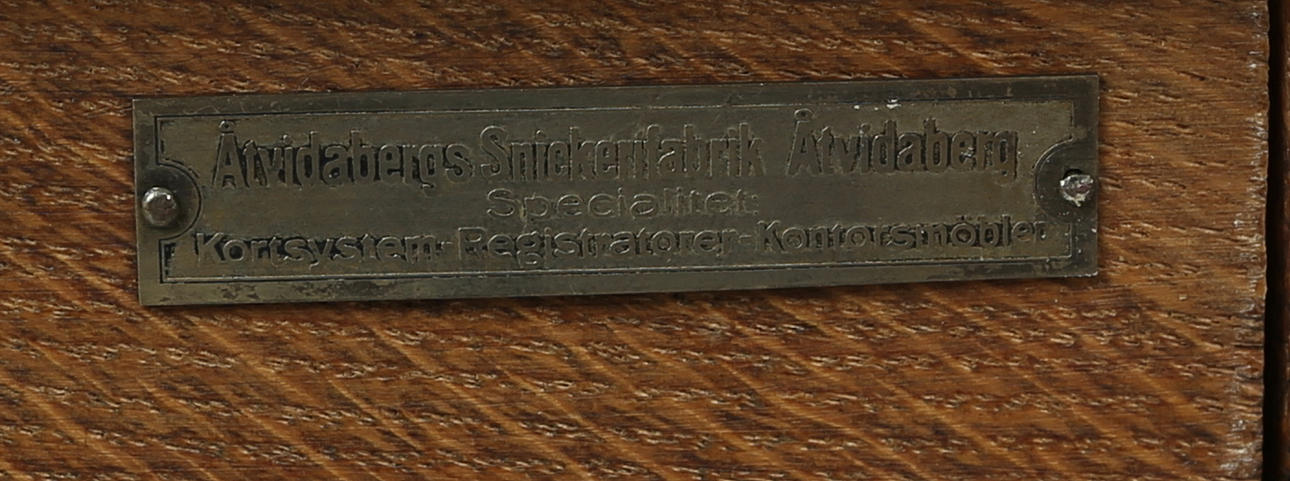 Åtvidabergs Snickerifabrik Åtvidaberg
Specialitet:
Kortsystem-Registratorer-Kontorsmöbler